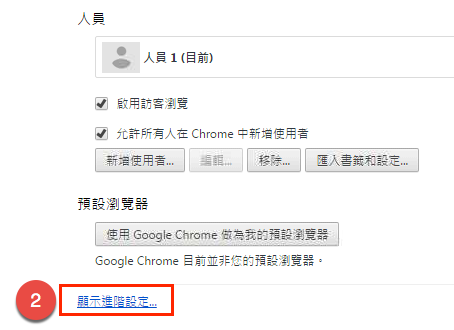 人員
人員 1 (目前)
啟用訪客瀏覽
允許所有人在 Chrome 中新增使用者
新增使用者... 編輯... 移除... 匯入書籤和設定...
預設瀏覽器
使用 Google Chrome 做為我的預設瀏覽器
Google Chrome 目前並非您的預設瀏覽器。
2 顯示進階設定...